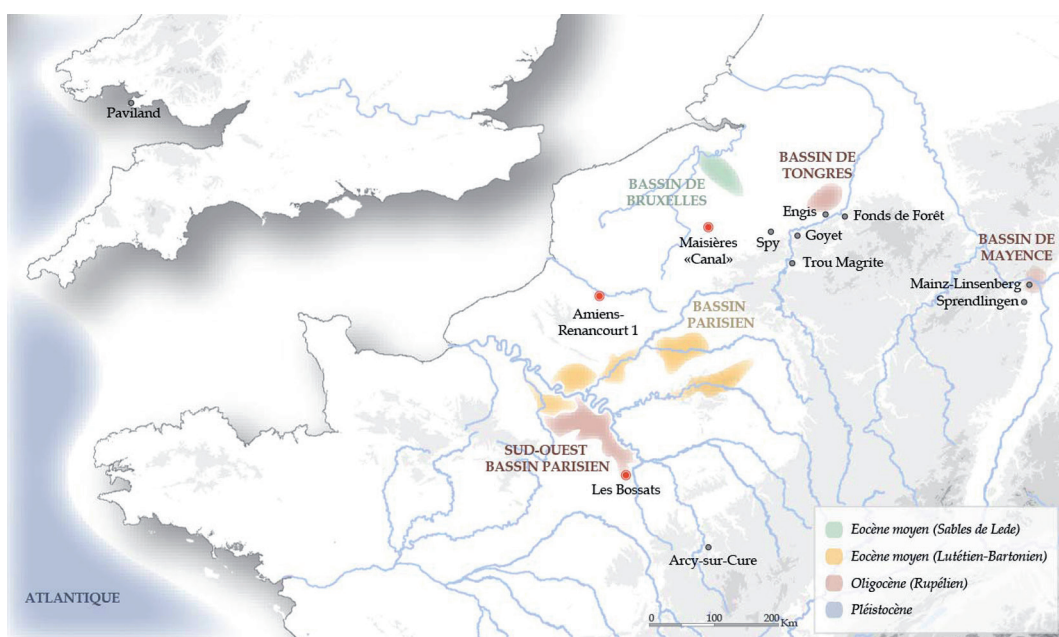 Paviland
BASSIN DE
BRUXELLES
BASSIN DE
TONGRES
Engis
Fonds de Forêt
Maisières
«Canal»
Spy
Goyet
Trou Magrite
BASSIN DE
MAYENCE
Mainz-Linsenberg
Sprendlingen
Amiens-
Renancourt 1
BASSIN
PARISIEN
SUD-OUEST
BASSIN PARISIEN
Les Bossats
Arcy-sur-Cure
ATLANTIQUE
Eocène moyen (Sables de Lede)
Eocène moyen (Lutétien-Bartonien)
Oligocène (Rupélien)
Pléistocène
0 100 200 Km